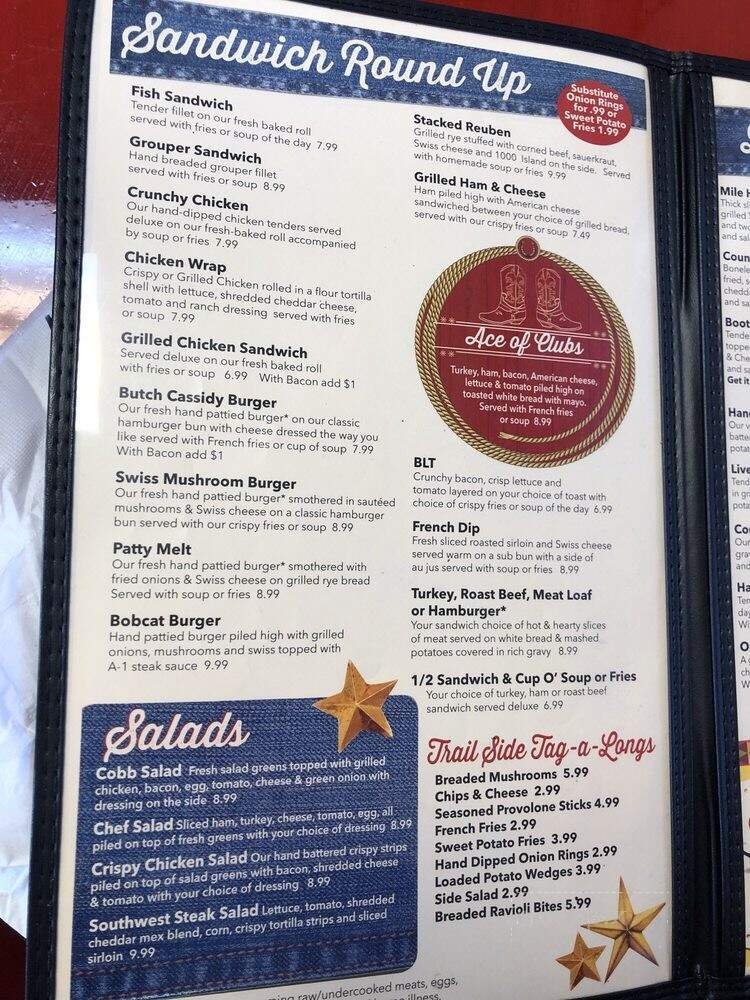 Sandwich Round Up
Substitute
Onion Rings
for .99 or
Sweet Potato
Fries 1.99
Fish Sandwich
Tender fillet on our fresh baked roll
served with fries or soup of the day 7.99
Grouper Sandwich
Hand breaded grouper fillet
served with fries or soup 8.99
Crunchy Chicken
Our hand-dipped chicken tenders served
deluxe on our fresh-baked roll accompanied
by soup or fries 7.99
Chicken Wrap
Crispy or Grilled Chicken rolled in a flour tortilla
shell with lettuce, shredded cheddar cheese,
tomato and ranch dressing served with fries
or soup 7.99
Grilled Chicken Sandwich
Served deluxe on our fresh baked roll
with fries or soup 6.99 With Bacon add $1
Butch Cassidy Burger
Our fresh hand pattied burger* on our classic
hamburger bun with cheese dressed the way you
like served with French fries or cup of soup 7.99
With Bacon add $1
Swiss Mushroom Burger
Our fresh hand pattied burger* smothered in sautéed
mushrooms & Swiss cheese on a classic hamburger
bun served with our crispy fries or soup 8.99
Patty Melt
Our fresh hand pattied burger* smothered with
fried onions & Swiss cheese on grilled rye bread
Served with soup or fries 8.99
Bobcat Burger
Hand pattied burger piled high with grilled
onions, mushrooms and swiss topped with
A-1 steak sauce 9.99
Stacked Reuben
Grilled rye stuffed with corned beef, sauerkraut,
Swiss cheese and 1000 Island on the side. Served
with homemade soup or fries 9.99
Grilled Ham & Cheese
Ham piled high with American cheese
sandwiched between your choice of grilled bread,
served with our crispy fries or soup 7.49
Ace of Clubs
Turkey, ham, bacon, American cheese,
lettuce & tomato piled high on
toasted white bread with mayo.
Served with French fries
or soup 8.99
BLT
Crunchy bacon, crisp lettuce and
tomato layered on your choice of toast with
choice of crispy fries or soup of the day 6.99
French Dip
Fresh sliced roasted sirloin and Swiss cheese
served warm on a sub bun with a side of
au jus served with soup or fries 8.99
Turkey, Roast Beef, Meat Loaf
or Hamburger*
Your sandwich choice of hot & hearty slices
of meat served on white bread & mashed
potatoes covered in rich gravy 8.99
1/2 Sandwich & Cup O' Soup or Fries
Your choice of turkey, ham or roast beef
sandwich served deluxe 6.99
Salads
Cobb Salad Fresh salad greens topped with grilled
chicken, bacon, egg, tomato, cheese & green onion with
dressing on the side 8.99
Chef Salad Sliced ham, turkey, cheese, tomato, egg, all
piled on top of fresh greens with your choice of dressing 8.99
Crispy Chicken Salad Our hand battered crispy strips
piled on top of salad greens with bacon, shredded cheese
& tomato with your choice of dressing 8.99
Southwest Steak Salad Lettuce, tomato, shredded
cheddar mex blend, corn, crispy tortilla strips and sliced
sirloin 9.99
Trail Side Tag-a-Longs
Breaded Mushrooms 5.99
Chips & Cheese 2.99
Seasoned Provolone Sticks 4.99
French Fries 2.99
Sweet Potato Fries 3.99
Hand Dipped Onion Rings 2.99
Loaded Potato Wedges 3.99
Side Salad 2.99
Breaded Ravioli Bites 5.99
raw/undercooked meats, eggs,
illness.
Mile
Thick
grilled
Get it